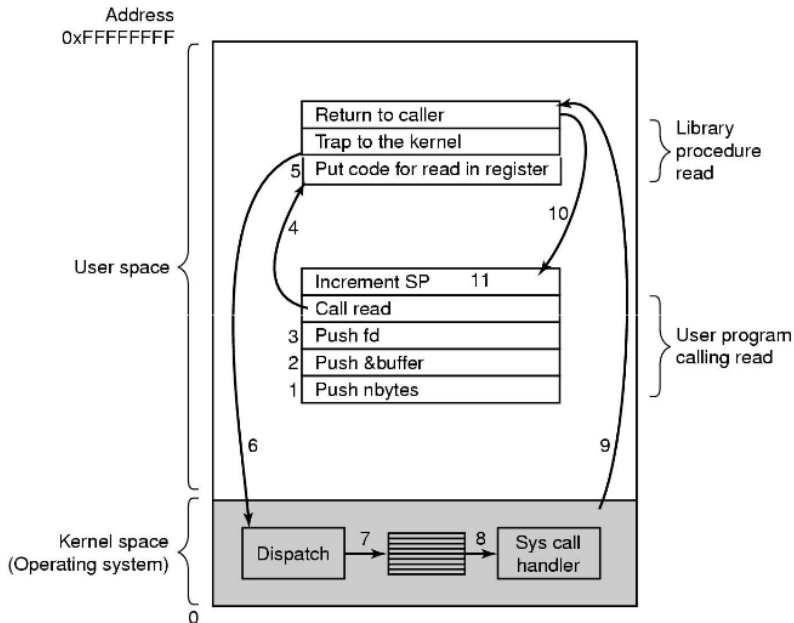 Address
0xFFFFFFFF
Return to caller
Trap to the kernel
5 Put code for read in register
Library
procedure
read
4
10
User space
Increment SP 11
Call read
3 Push fd
2 Push &buffer
1 Push nbytes
User program
calling read
6
9
Kernel space
(Operating system)
Dispatch
7
8
Sys call
handler
0